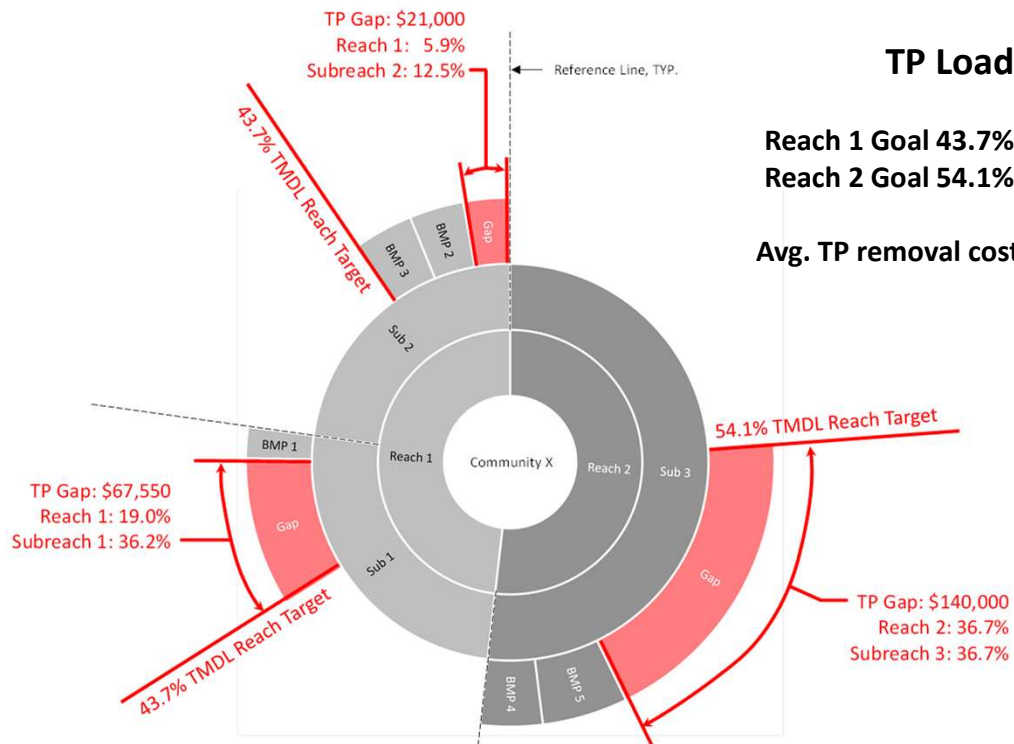 TP Gap: $21,000
Reach 1: 5.9%
Subreach 2: 12.5%
Reference Line, TYP.
TP Load
Reach 1 Goal 43.7%
Reach 2 Goal 54.1%
Avg. TP removal cost
43.7% TMDL Reach Target
BMP 3
BMP 2
Gap
Sub 2
BMP 1
Reach 1
Community X
Reach 2
Sub 3
54.1% TMDL Reach Target
TP Gap: $67,550
Reach 1: 19.0%
Subreach 1: 36.2%
Gap
Sub 1
43.7% TMDL Reach Target
Gap
TP Gap: $140,000
Reach 2: 36.7%
Subreach 3: 36.7%
BMP 4
BMP 5